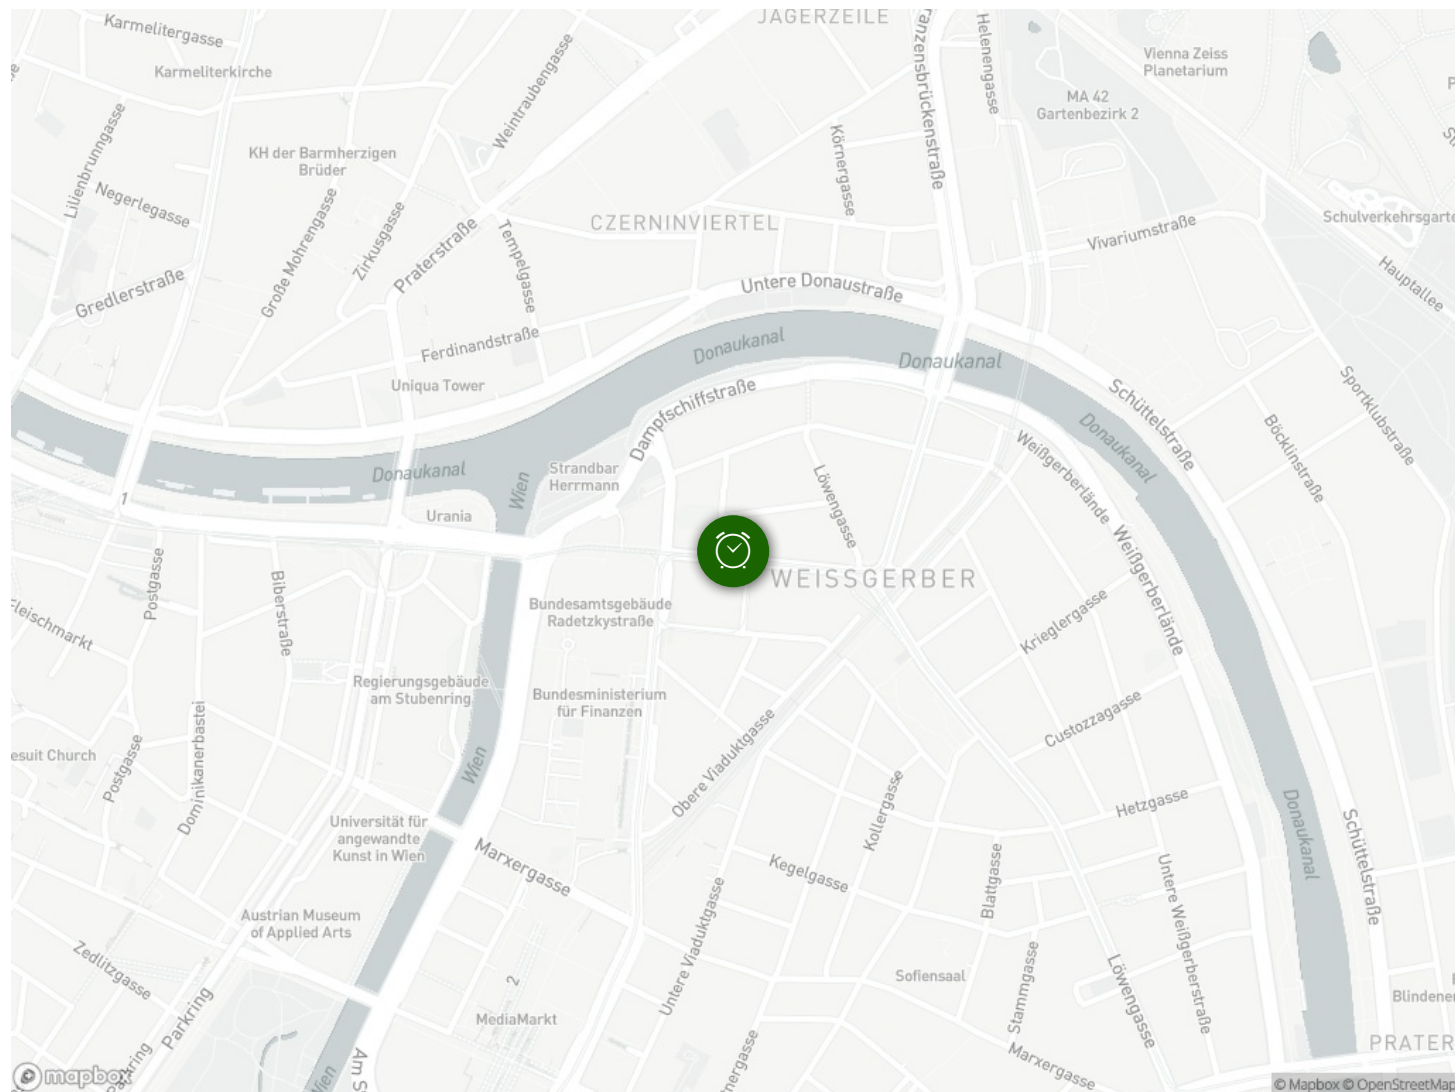 JÄGERZEILE
Karmelitergasse
Karmeliterkirche
Weintraubengasse
Helenengasse
Vienna Zeiss
Planetarium
MA 42
Gartenbezirk 2
Lilienbrunngasse
KH der Barmherzigen
Brüder
Körnergasse
Negerlegasse
Große Mohrengasse
Zirkusgasse
Praterstraße
Tempelgasse
CZERNINVIERTEL
Vivariumstraße
Hauptallee
Gredlerstraße
Untere Donaustraße
Ferdinandstraße
Donaukanal
Donaukanal
Uniqua Tower
Dampfschiffstraße
Schüttelstraße
Sportklubstraße
Böcklinstraße
Donaukanal
Weißgerberlände
Donaukanal
Strandbar
Herrmann
Wien
Löwengasse
1
Urania
Weißgerberlände
Postgasse
Biberstraße
Fleischmarkt
WEISSGERBER
Bundesamtsgebäude
Radetzkystraße
Krieglergasse
Regierungsgebäude
am Stubenring
Bundesministerium
für Finanzen
Custozzagasse
Postgasse
Dominikanerbastei
Wien
Obere Viaduktgasse
Kollergasse
Hetzgasse
Donaukanal
Schüttelstraße
Universität für
angewandte
Kunst in Wien
Marxergasse
Kegelgasse
Blattgasse
Untere Weißgerberstraße
Austrian Museum
of Applied Arts
Zedlitzgasse
Untere Viaduktgasse
2
Sofiensaal
Stammgasse
Löwengasse
Parkring
MediaMarkt
PRATER
Marxergasse
Parkring
Wien
mapbox
© Mapbox © OpenStreetMap